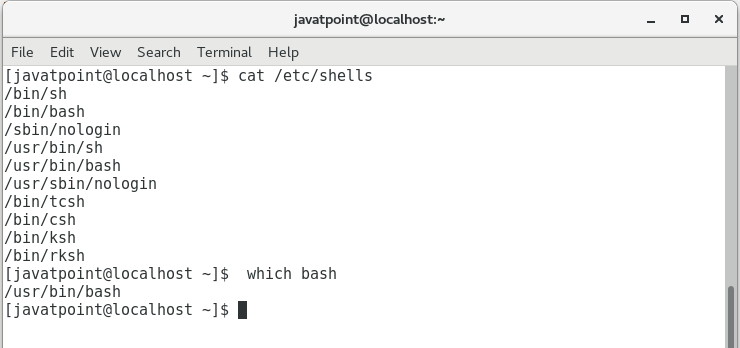 javatpoint@localhost:~
File Edit View Search Terminal Help
[javatpoint@localhost ~]$ cat /etc/shells
/bin/sh
/bin/bash
/sbin/nologin
/usr/bin/sh
/usr/bin/bash
/usr/sbin/nologin
/bin/tcsh
/bin/csh
/bin/ksh
/bin/rksh
[javatpoint@localhost ~]$  which bash
/usr/bin/bash
[javatpoint@localhost ~]$